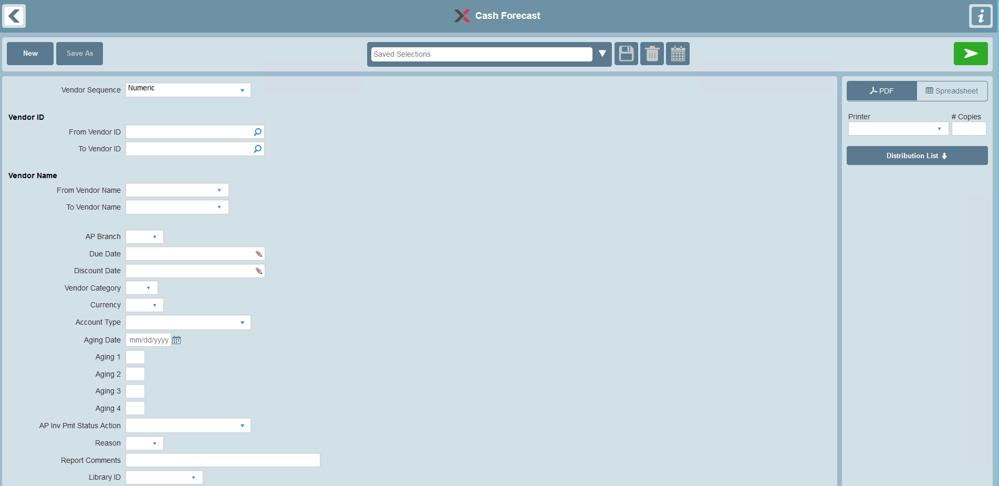 Cash Forecast
New
Save As
Saved Selections
Vendor Sequence Numeric
PDF
Spreadsheet
Vendor ID
From Vendor ID
To Vendor ID
Printer # Copies
Distribution List
Vendor Name
From Vendor Name
To Vendor Name
AP Branch
Due Date
Discount Date
Vendor Category
Currency
Account Type
Aging Date mm/dd/yyyy
Aging 1
Aging 2
Aging 3
Aging 4
AP Inv Pmt Status Action
Reason
Report Comments
Library ID